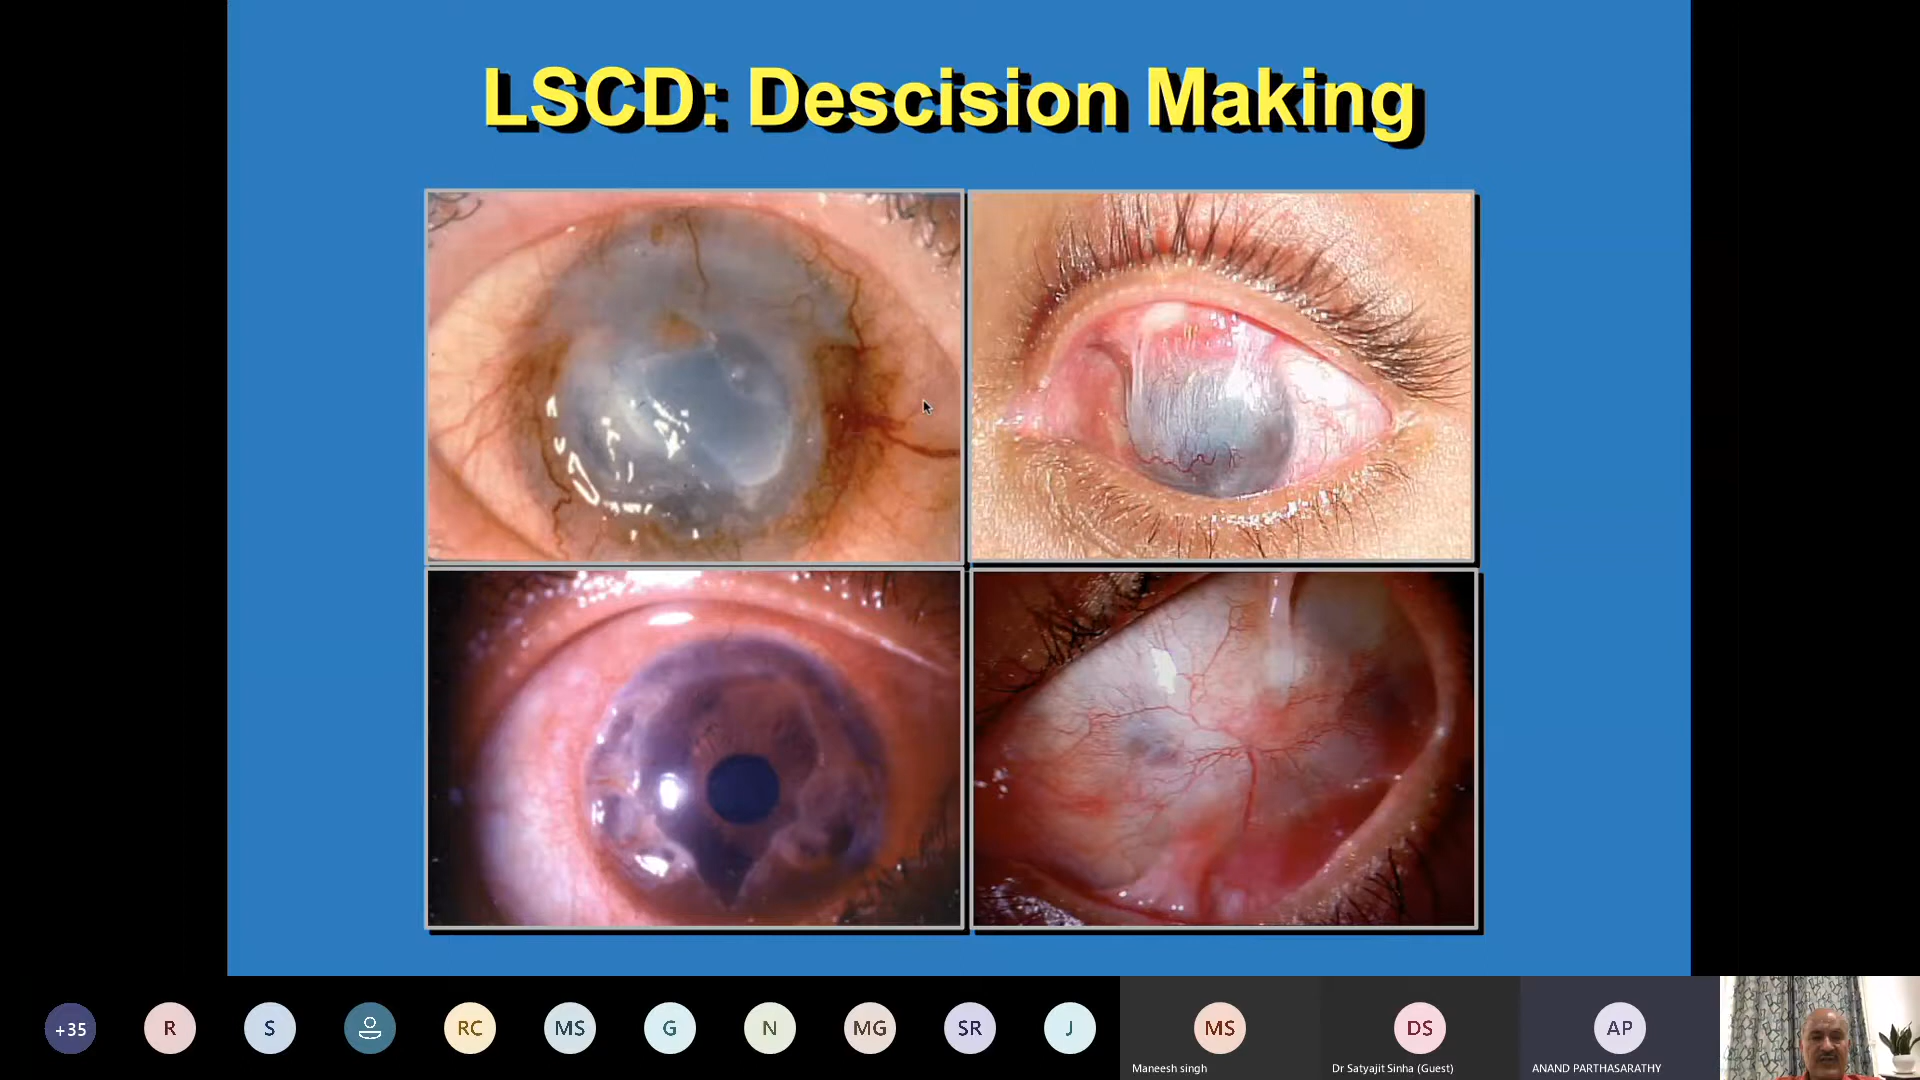 LSCD: Descision Making
+35
R
S
RC
MS
G
N
MG
SR
J
MS
DS
AP
Maneesh singh
Dr Satyajit Sinha (Guest)
ANAND PARTHASARATHY